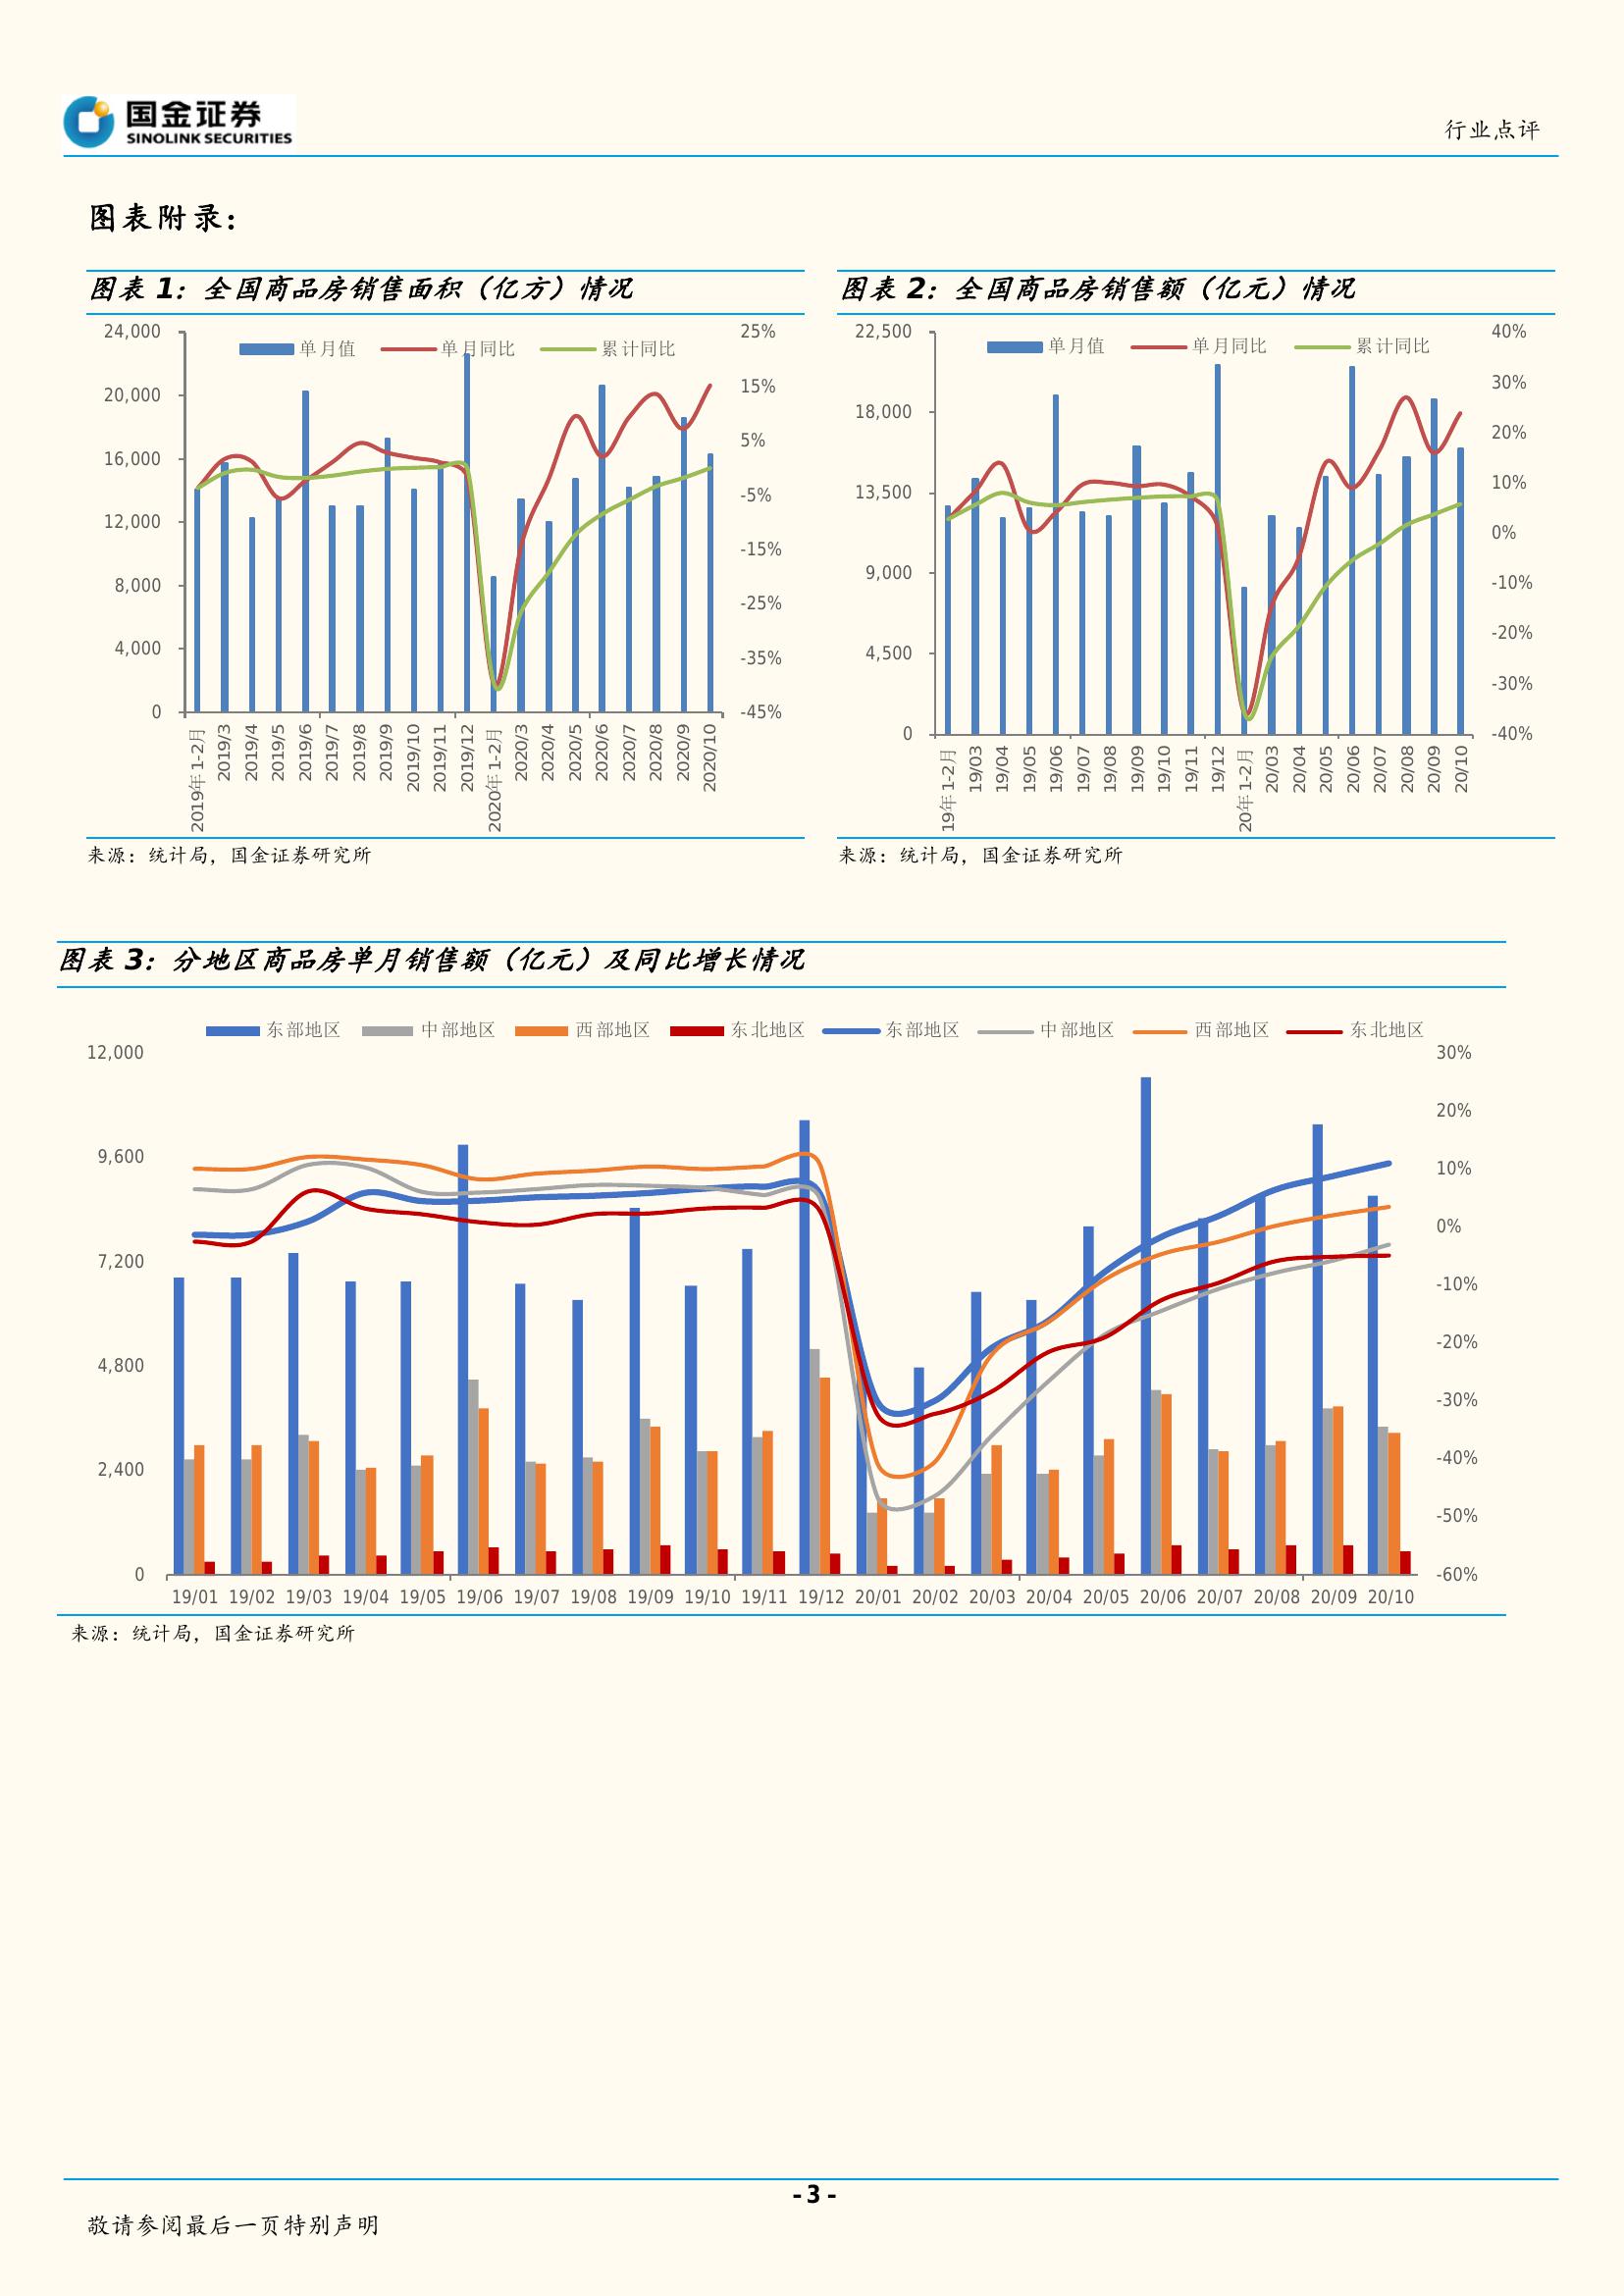 国金证券
SINOLINK SECURITIES
行业点评
图表附录：
图表 1：全国商品房销售面积（亿方）情况
单月值 单月同比 累计同比
24,000
20,000
16,000
12,000
8,000
4,000
0
25%
15%
5%
-5%
-15%
-25%
-35%
-45%
2019年1-2月 2019/3 2019/4 2019/5 2019/6 2019/7 2019/8 2019/9 2019/10 2019/11 2019/12 2020年1-2月 2020/3 2020/4 2020/5 2020/6 2020/7 2020/8 2020/9 2020/10
来源：统计局，国金证券研究所
图表 2：全国商品房销售额（亿元）情况
单月值 单月同比 累计同比
22,500
18,000
13,500
9,000
4,500
0
40%
30%
20%
10%
0%
-10%
-20%
-30%
-40%
19年1-2月 19/03 19/04 19/05 19/06 19/07 19/08 19/09 19/10 19/11 19/12 20年1-2月 20/03 20/04 20/05 20/06 20/07 20/08 20/09 20/10
来源：统计局，国金证券研究所
图表 3：分地区商品房单月销售额（亿元）及同比增长情况
东部地区 中部地区 西部地区 东北地区 东部地区 中部地区 西部地区 东北地区
12,000
9,600
7,200
4,800
2,400
0
30%
20%
10%
0%
-10%
-20%
-30%
-40%
-50%
-60%
19/01 19/02 19/03 19/04 19/05 19/06 19/07 19/08 19/09 19/10 19/11 19/12 20/01 20/02 20/03 20/04 20/05 20/06 20/07 20/08 20/09 20/10
来源：统计局，国金证券研究所
- 3 -
敬请参阅最后一页特别声明